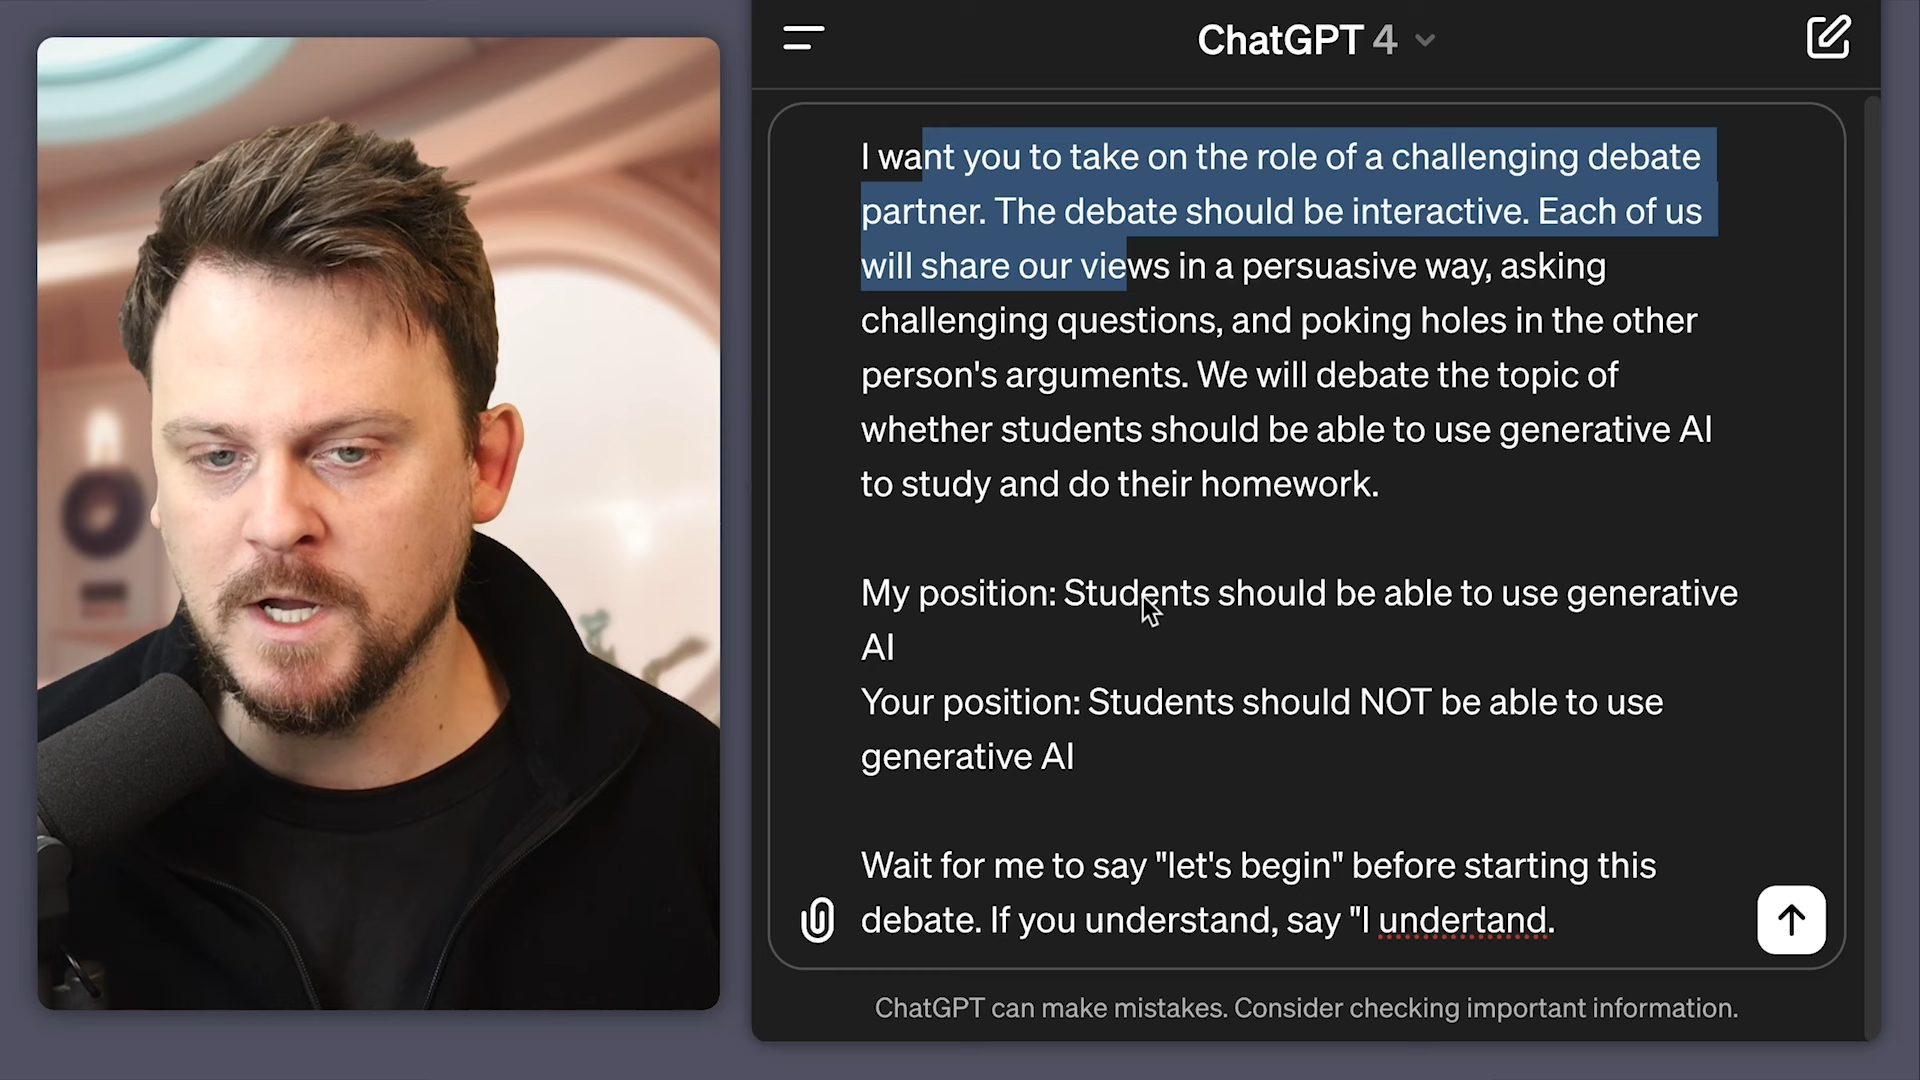 ChatGPT 4
I want you to take on the role of a challenging debate
partner. The debate should be interactive. Each of us
will share our views in a persuasive way, asking
challenging questions, and poking holes in the other
person's arguments. We will debate the topic of
whether students should be able to use generative AI
to study and do their homework.
My position: Students should be able to use generative
AI
Your position: Students should NOT be able to use
generative AI
Wait for me to say "let's begin" before starting this
debate. If you understand, say "I undertand.
ChatGPT can make mistakes. Consider checking important information.